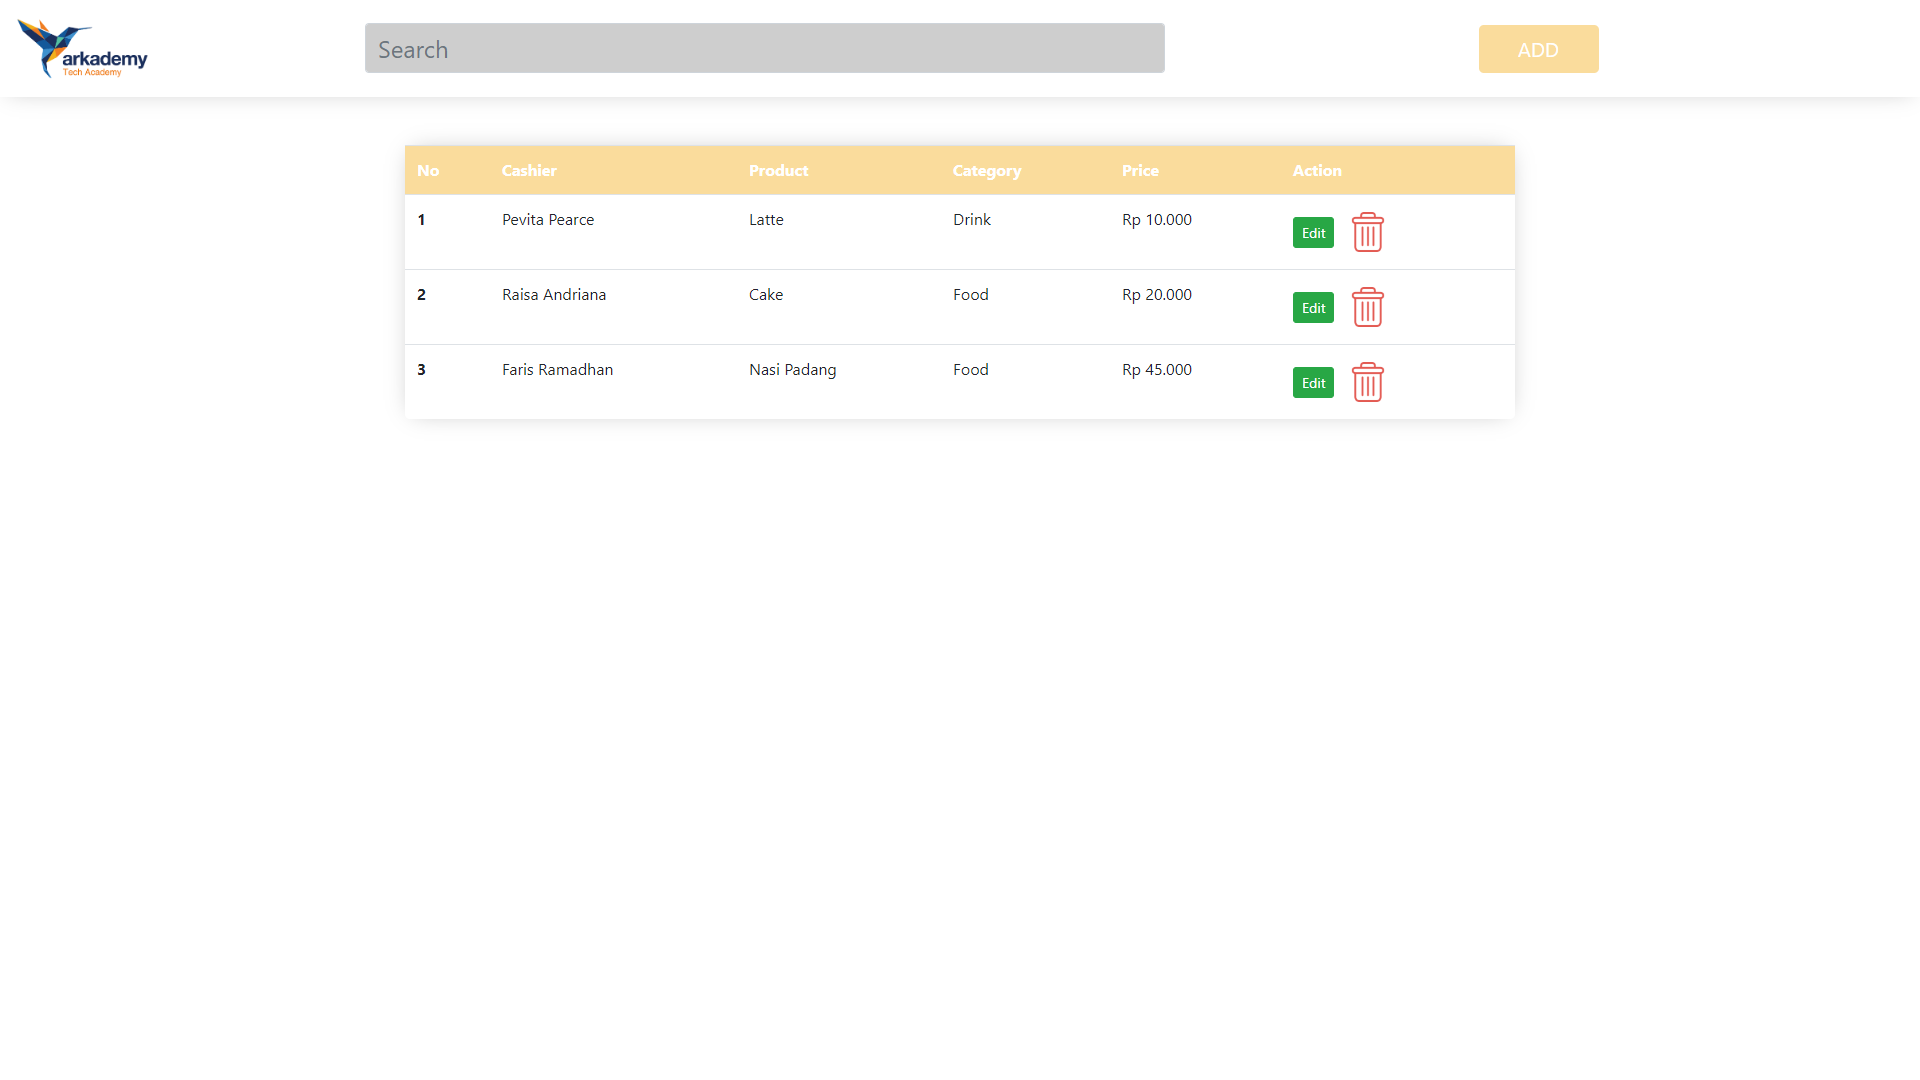 arkademy
Tech Academy
Search
ADD
No Cashier Product Category Price Action
1 Pevita Pearce Latte Drink Rp 10.000 Edit
2 Raisa Andriana Cake Food Rp 20.000 Edit
3 Faris Ramadhan Nasi Padang Food Rp 45.000 Edit